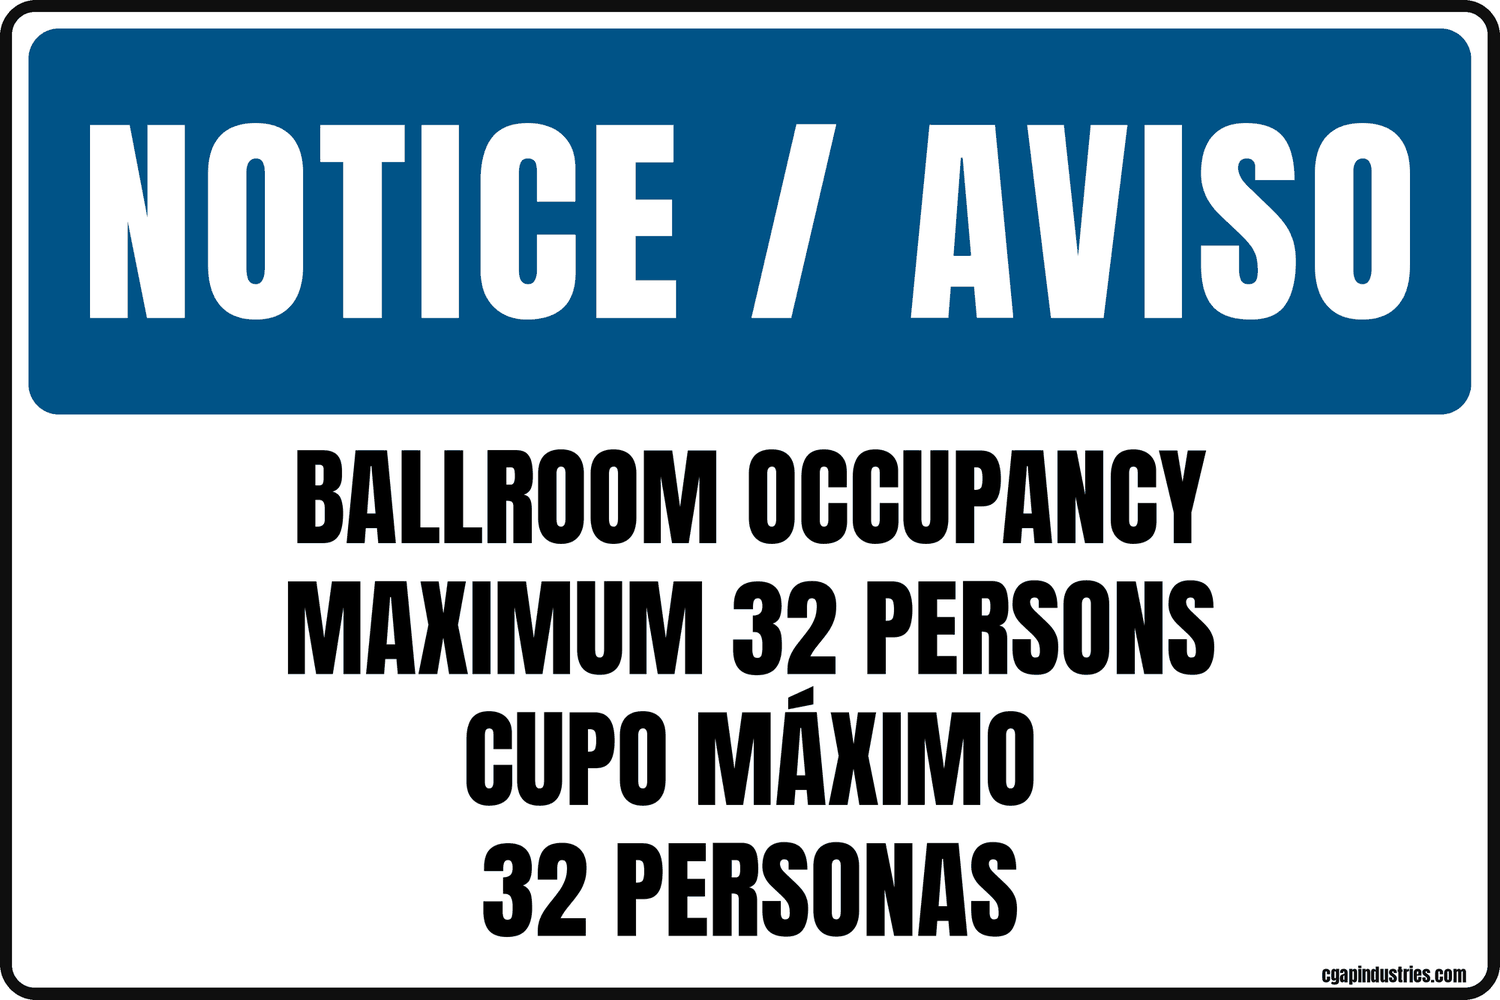 NOTICE / AVISO
BALLROOM OCCUPANCY
MAXIMUM 32 PERSONS
CUPO MÁXIMO
32 PERSONAS
cgapindustries.com